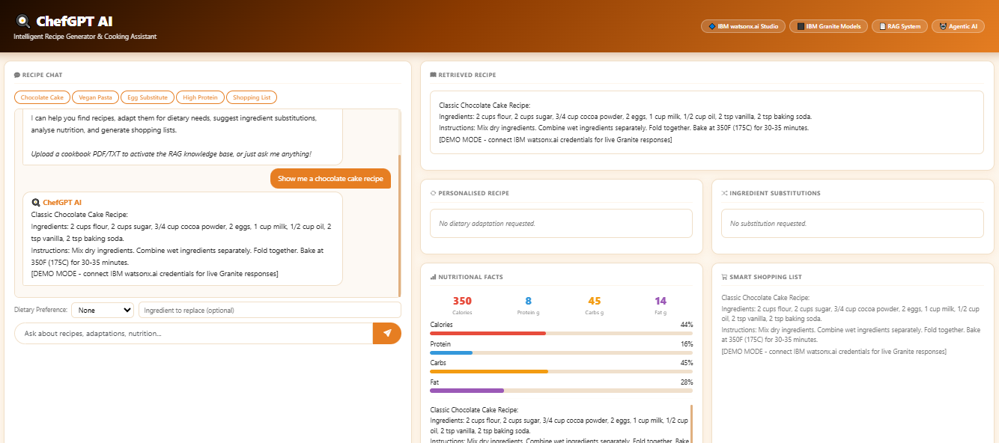 ChefGPT AI
Intelligent Recipe Generator & Cooking Assistant
IBM watsonx.ai Studio
IBM Granite Models
RAG System
Agentic AI
RECIPE CHAT
Chocolate Cake
Vegan Pasta
Egg Substitute
High Protein
Shopping List
I can help you find recipes, adapt them for dietary needs, suggest ingredient substitutions,
analyse nutrition, and generate shopping lists.
Upload a cookbook PDF/TXT to activate the RAG knowledge base, or just ask me anything!
Show me a chocolate cake recipe
ChefGPT AI
Classic Chocolate Cake Recipe:
Ingredients: 2 cups flour, 2 cups sugar, 3/4 cup cocoa powder, 2 eggs, 1 cup milk, 1/2 cup oil, 2
tsp vanilla, 2 tsp baking soda.
Instructions: Mix dry ingredients. Combine wet ingredients separately. Fold together. Bake at
350F (175C) for 30-35 minutes.
[DEMO MODE - connect IBM watsonx.ai credentials for live Granite responses]
Dietary Preference:
None
Ingredient to replace (optional)
Ask about recipes, adaptations, nutrition...
RETRIEVED RECIPE
Classic Chocolate Cake Recipe:
Ingredients: 2 cups flour, 2 cups sugar, 3/4 cup cocoa powder, 2 eggs, 1 cup milk, 1/2 cup oil, 2 tsp vanilla, 2 tsp baking soda.
Instructions: Mix dry ingredients. Combine wet ingredients separately. Fold together. Bake at 350F (175C) for 30-35 minutes.
[DEMO MODE - connect IBM watsonx.ai credentials for live Granite responses]
PERSONALISED RECIPE
No dietary adaptation requested.
INGREDIENT SUBSTITUTIONS
No substitution requested.
NUTRITIONAL FACTS
350
8
45
14
Calories
Protein g
Carbs g
Fat g
Calories 44%
Protein 16%
Carbs 45%
Fat 28%
Classic Chocolate Cake Recipe:
Ingredients: 2 cups flour, 2 cups sugar, 3/4 cup cocoa powder, 2 eggs, 1 cup milk, 1/2 cup
oil, 2 tsp vanilla, 2 tsp baking soda.
Instructions: Mix dry ingredients. Combine wet ingredients separately. Fold together. Bake
SMART SHOPPING LIST
Classic Chocolate Cake Recipe:
Ingredients: 2 cups flour, 2 cups sugar, 3/4 cup cocoa powder, 2 eggs, 1 cup milk, 1/2 cup
oil, 2 tsp vanilla, 2 tsp baking soda.
Instructions: Mix dry ingredients. Combine wet ingredients separately. Fold together. Bake
at 350F (175C) for 30-35 minutes.
[DEMO MODE - connect IBM watsonx.ai credentials for live Granite responses]